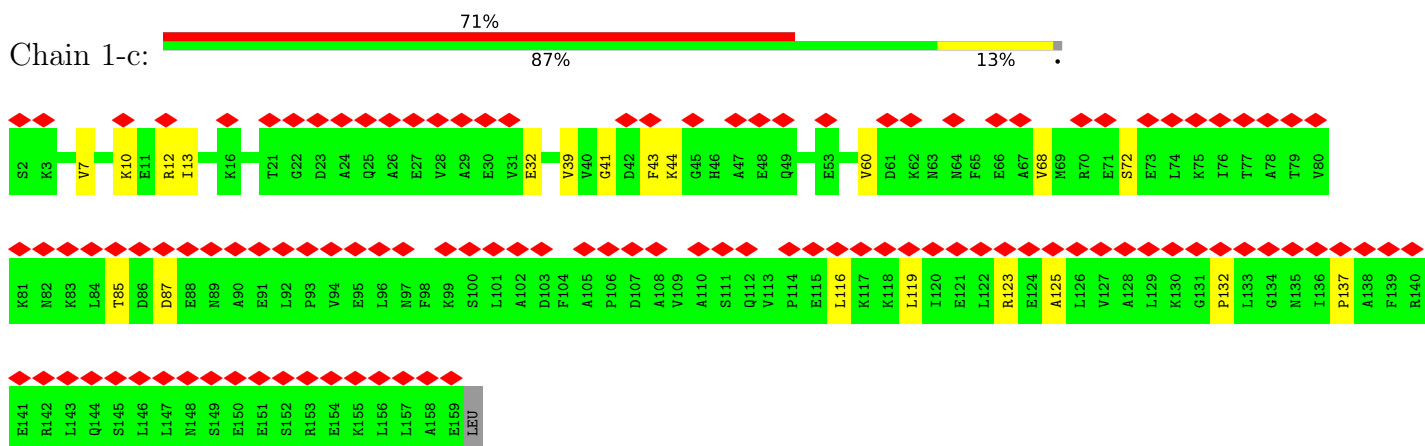 71%
Chain 1-c:
87% 13% •
S2 K3 V7 K10 E11 R12 I13 K16 T21 G22 D23 A24 Q25 A26 E27 V28 A29 E30 V31 E32 V39 V40 G41 D42 F43 K44 G45 H46 A47 E48 Q49 E53 V60 D61 K62 N63 N64 F65 E66 A67 V68 M69 R70 E71 S72 E73 L74 K75 I76 T77 A78 T79 V80
K81 N82 K83 L84 T85 D86 D87 E88 N89 A90 E91 L92 P93 V94 E95 L96 N97 F98 K99 S100 L101 A102 D103 F104 A105 P106 D107 A108 V109 A110 S111 Q112 V113 P114 E115 L116 K117 K118 L119 I120 E121 L122 R123 E124 A125 L126 V127 A128 L129 K130 G131 P132 L133 G134 N135 I136 P137 A138 F139 R140
E141 R142 L143 Q144 S145 L146 L147 N148 S149 E150 E151 S152 R153 E154 K155 L156 L157 A158 E159 LEU